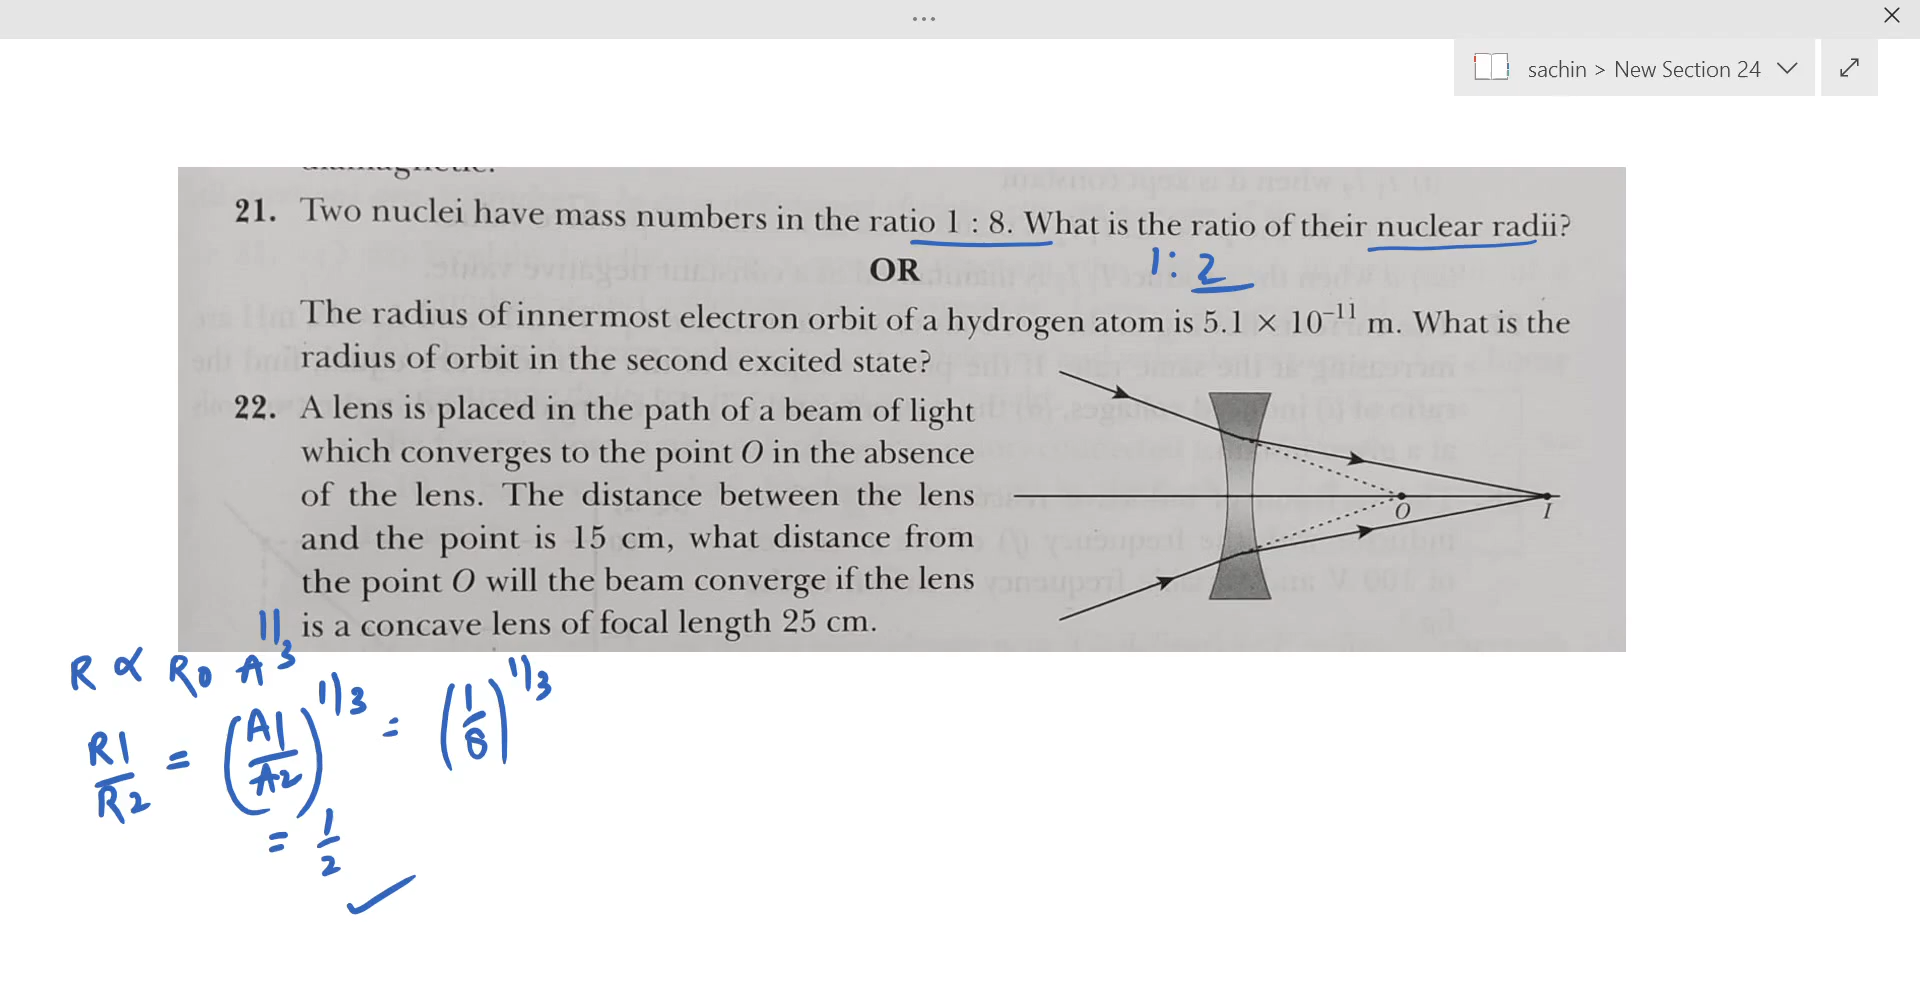 ...
sachin > New Section 24
21. Two nuclei have mass numbers in the ratio 1 : 8. What is the ratio of their nuclear radii?
1: 2
OR
The radius of innermost electron orbit of a hydrogen atom is 5.1 × 10⁻¹¹ m. What is the
radius of orbit in the second excited state?
22. A lens is placed in the path of a beam of light
which converges to the point O in the absence
of the lens. The distance between the lens
and the point is 15 cm, what distance from
the point O will the beam converge if the lens
is a concave lens of focal length 25 cm.
O
I
R ∝ R0 A^1/3
R1/R2 = (A1/A2)^1/3 = (1/8)^1/3
= 1/2